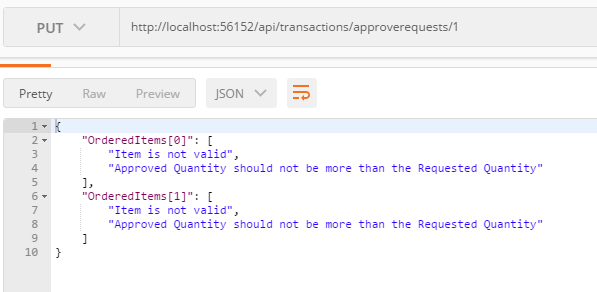 PUT http://localhost:56152/api/transactions/approverequests/1
Pretty Raw Preview JSON
1 {
2 "OrderedItems[0]": [
3 "Item is not valid",
4 "Approved Quantity should not be more than the Requested Quantity"
5 ],
6 "OrderedItems[1]": [
7 "Item is not valid",
8 "Approved Quantity should not be more than the Requested Quantity"
9 ]
10 }